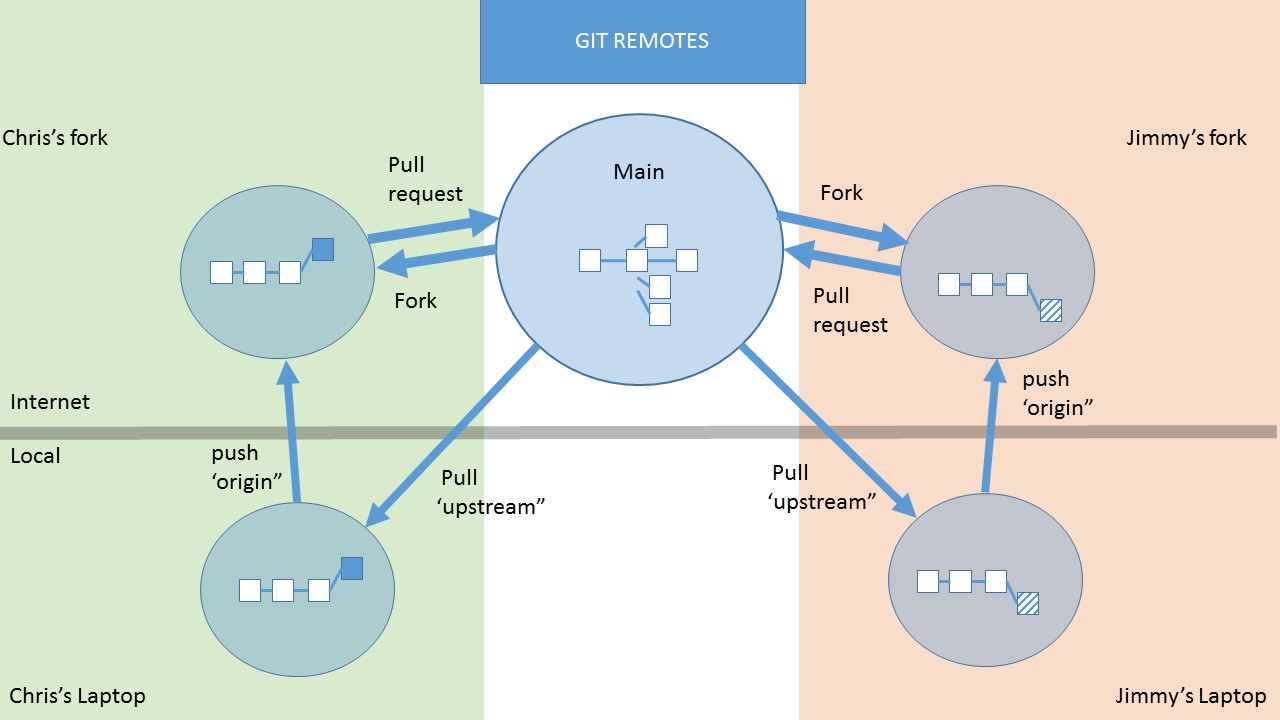 GIT REMOTES
Chris’s fork
Jimmy’s fork
Pull
request
Main
Fork
Fork
Pull
request
Internet
push
‘origin”
Local
push
‘origin”
Pull
‘upstream”
Pull
‘upstream”
Chris’s Laptop
Jimmy’s Laptop